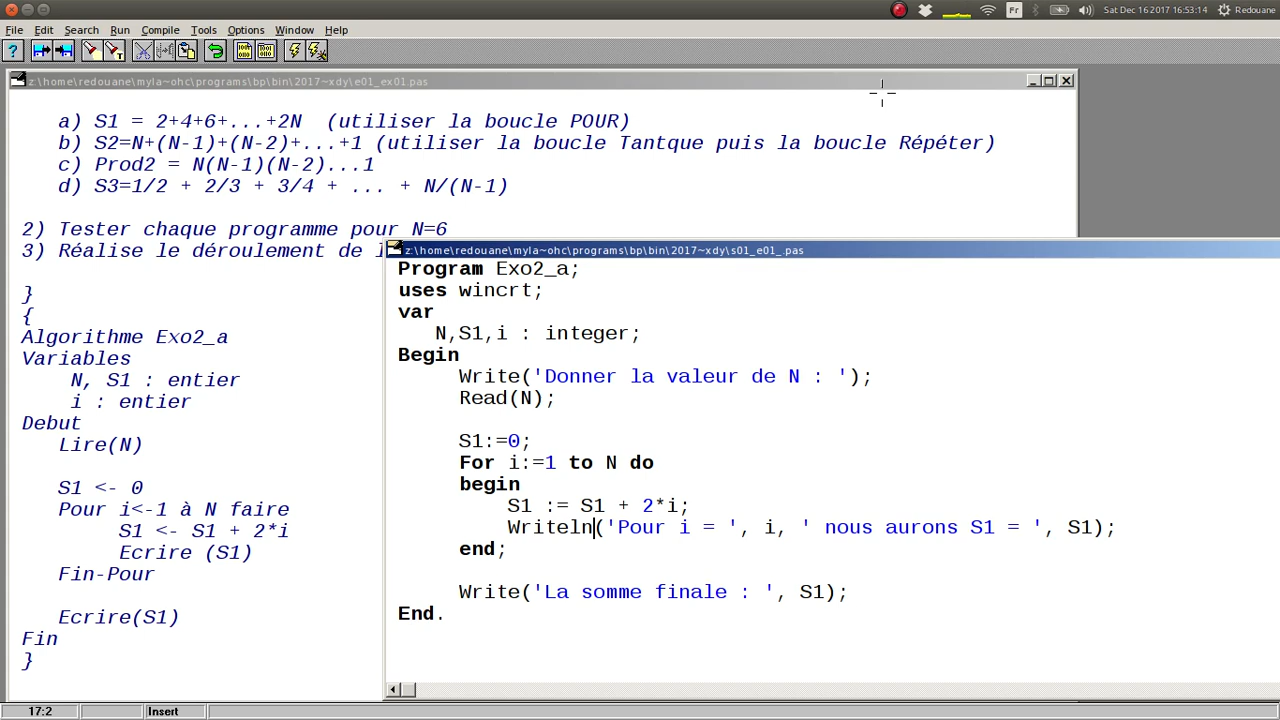 Fr
Sat Dec 16 2017 16:53:14
Redouane
File Edit Search Run Compile Tools Options Window Help
z:\home\redouane\myla~ohc\programs\bp\bin\2017~xdy\e01_ex01.pas
a) S1 = 2+4+6+...+2N (utiliser la boucle POUR)
b) S2=N+(N-1)+(N-2)+...+1 (utiliser la boucle Tantque puis la boucle Répéter)
c) Prod2 = N(N-1)(N-2)...1
d) S3=1/2 + 2/3 + 3/4 + ... + N/(N-1)
2) Tester chaque programme pour N=6
3) Réalise le déroulement de
}
{
Algorithme Exo2_a
Variables
N, S1 : entier
i : entier
Debut
Lire(N)
S1 <- 0
Pour i<-1 à N faire
S1 <- S1 + 2*i
Ecrire (S1)
Fin-Pour
Ecrire(S1)
Fin
}
z:\home\redouane\myla~ohc\programs\bp\bin\2017~xdy\s01_e01_.pas
Program Exo2_a;
uses wincrt;
var
N,S1,i : integer;
Begin
Write('Donner la valeur de N : ');
Read(N);
S1:=0;
For i:=1 to N do
begin
S1 := S1 + 2*i;
Writeln('Pour i = ', i, ' nous aurons S1 = ', S1);
end;
Write('La somme finale : ', S1);
End.
17:2
Insert